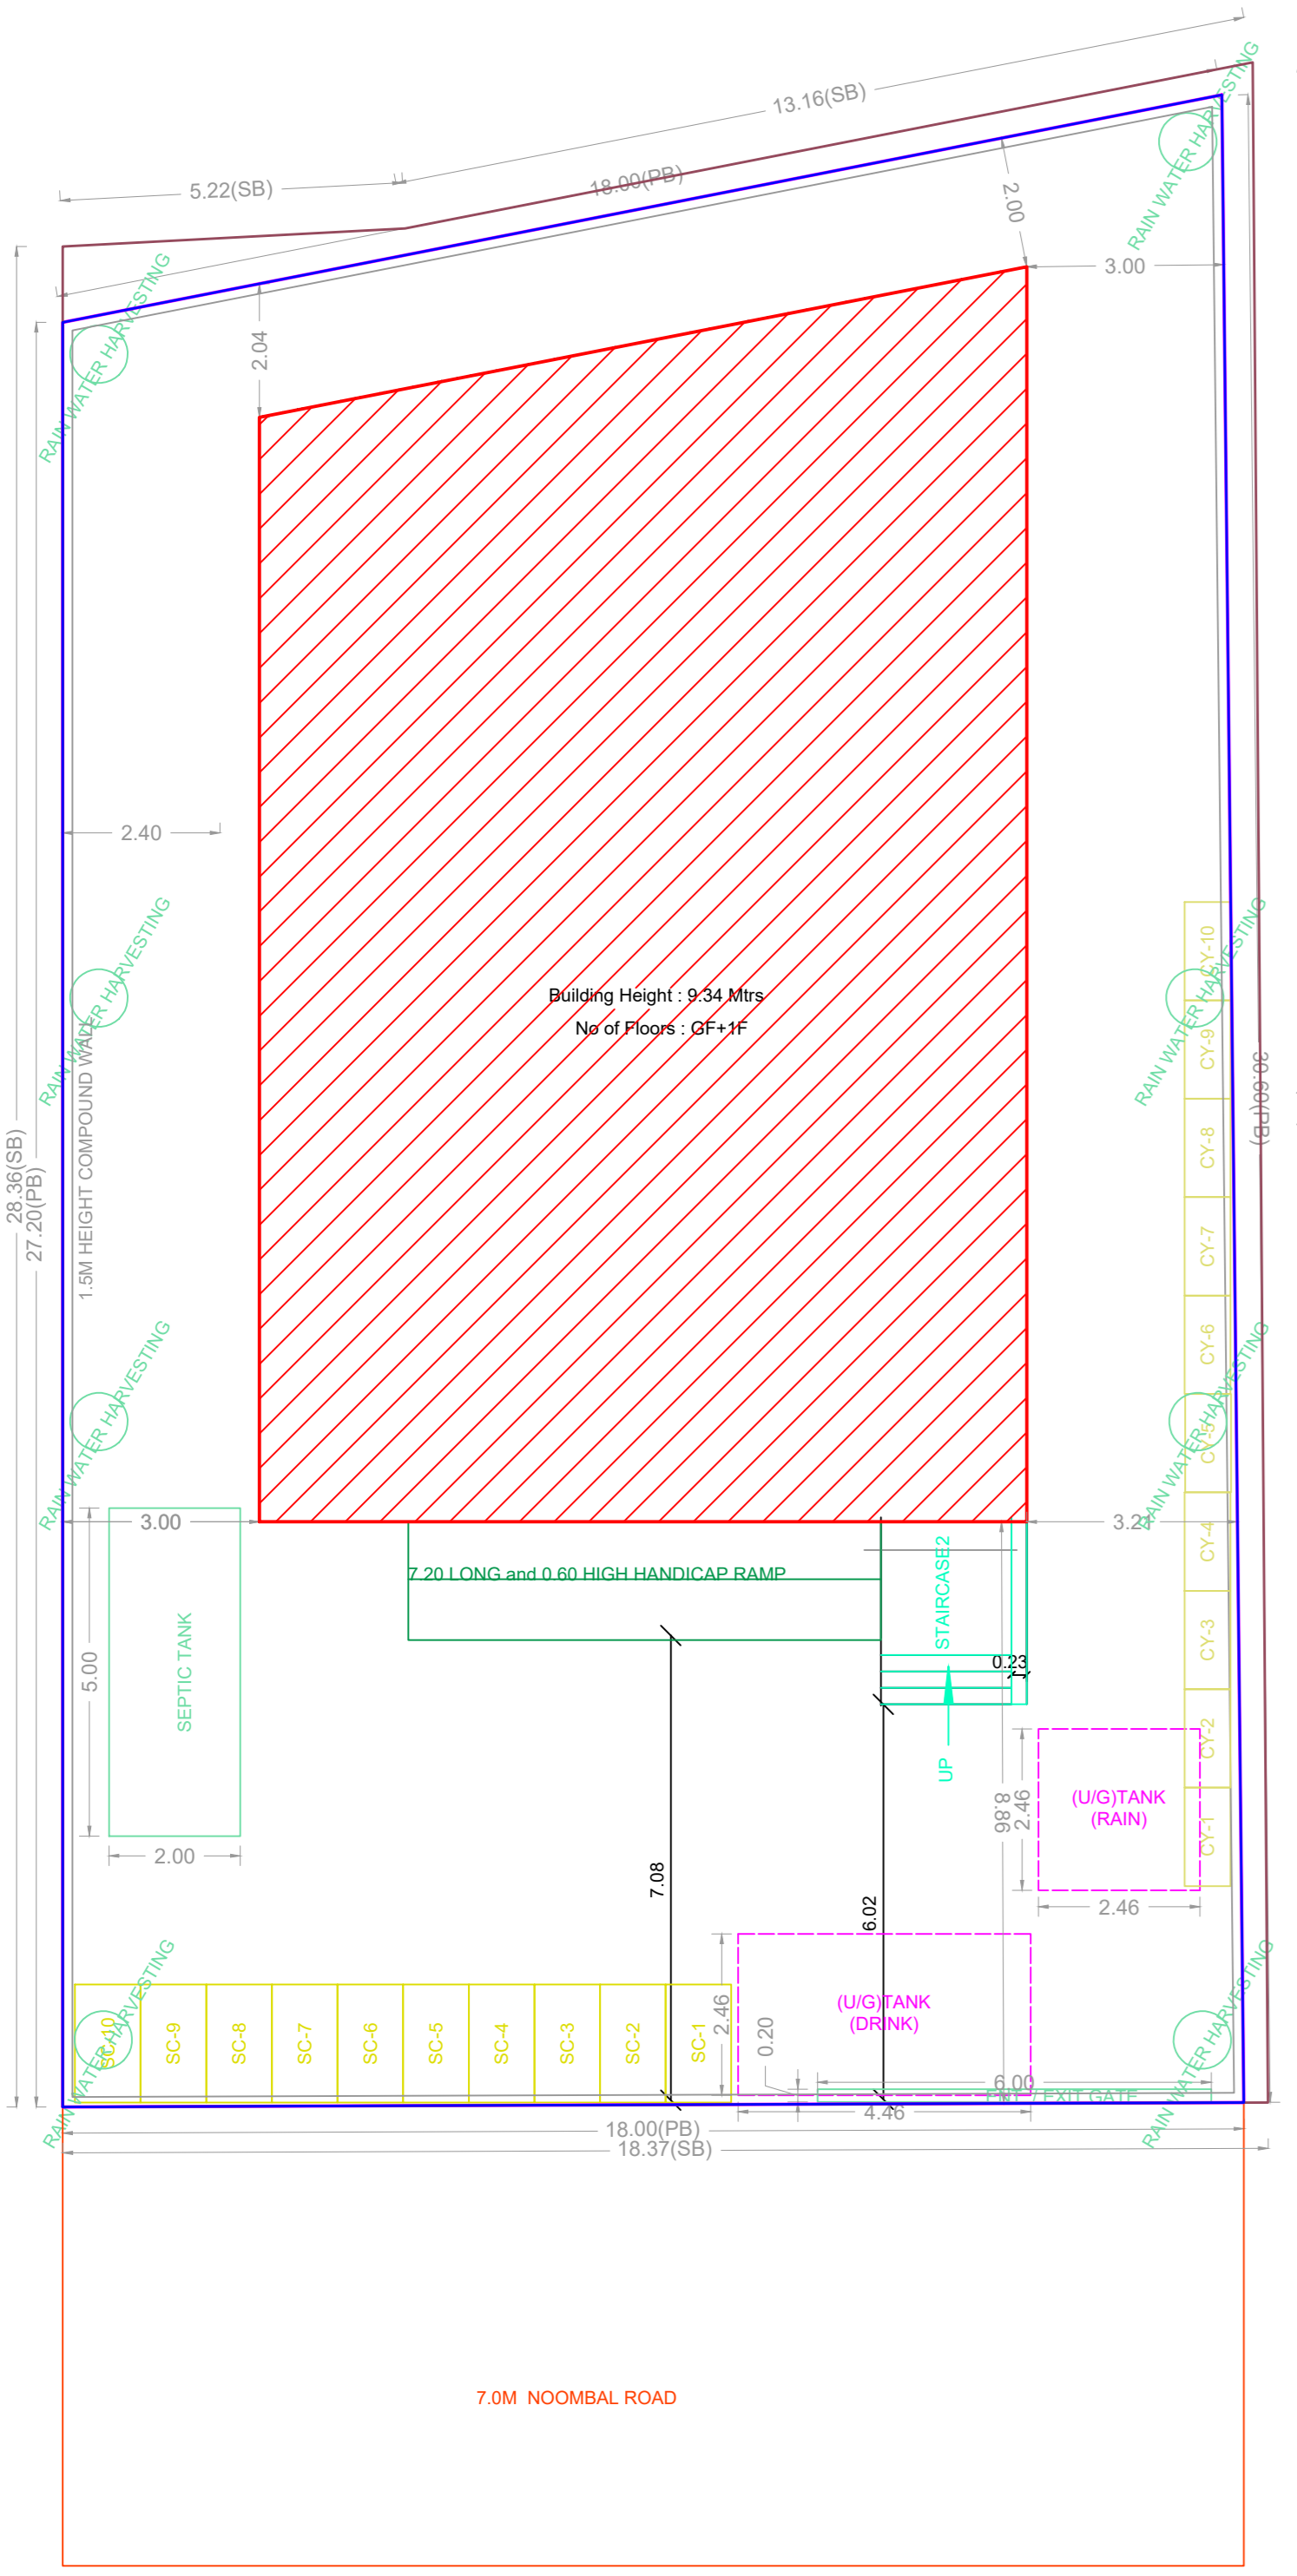 13.16(SB)
5.22(SB)
18.00(PB)
RAIN WATER HARVESTING
2.00
3.00
RAIN WATER HARVESTING
2.04
2.40
RAIN WATER HARVESTING
RAIN WATER HARVESTING
CY-10
Building Height : 9.34 Mtrs
No of Floors : GF+1F
CY-9
30.60(PB)
1.5M HEIGHT COMPOUND WALL
28.36(SB)
27.20(PB)
CY-8
CY-7
CY-6
RAIN WATER HARVESTING
RAIN WATER HARVESTING
CY-5
3.00
3.21
CY-4
7.20 LONG and 0.60 HIGH HANDICAP RAMP
STAIRCASE2
CY-3
SEPTIC TANK
5.00
0.23
CY-2
UP
(U/G)TANK
(RAIN)
2.46
8.86
CY-1
2.00
7.08
6.02
2.46
RAIN WATER HARVESTING
RAIN WATER HARVESTING
(U/G)TANK
(DRINK)
2.46
0.20
SC-10
SC-9
SC-8
SC-7
SC-6
SC-5
SC-4
SC-3
SC-2
SC-1
6.00
ENT / EXIT GATE
4.46
18.00(PB)
18.37(SB)
7.0M NOOMBAL ROAD